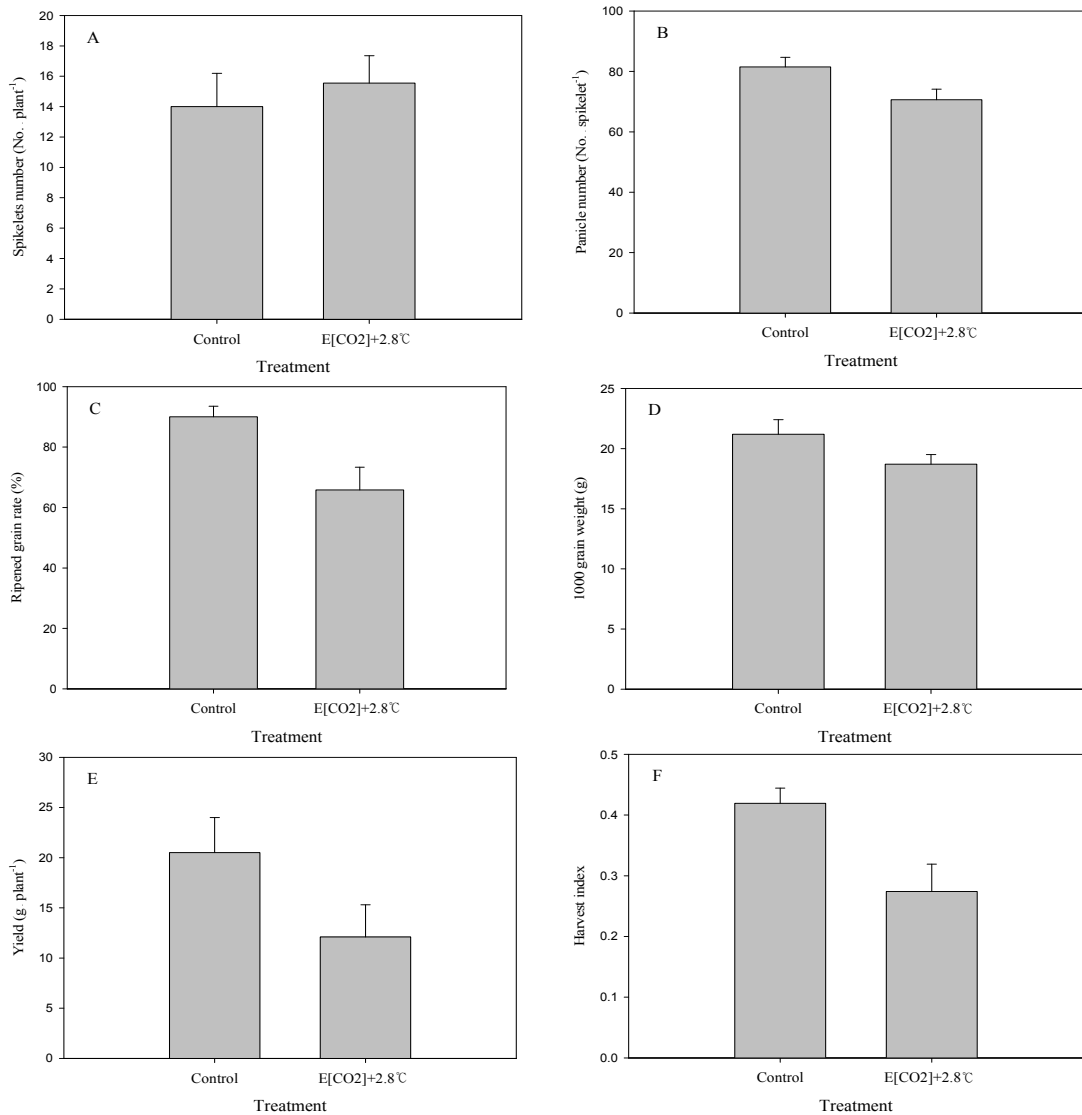 A
Spikelets number (No. plant⁻¹)
20
18
16
14
12
10
8
6
4
2
0
Control
E[CO2]+2.8℃
Treatment
B
Panicle number (No. spikelet⁻¹)
100
80
60
40
20
0
Control
E[CO2]+2.8℃
Treatment
C
Ripened grain rate (%)
100
80
60
40
20
0
Control
E[CO2]+2.8℃
Treatment
D
1000 grain weight (g)
25
20
15
10
5
0
Control
E[CO2]+2.8℃
Treatment
E
Yield (g plant⁻¹)
30
25
20
15
10
5
0
Control
E[CO2]+2.8℃
Treatment
F
Harvest index
0.5
0.4
0.3
0.2
0.1
0.0
Control
E[CO2]+2.8℃
Treatment